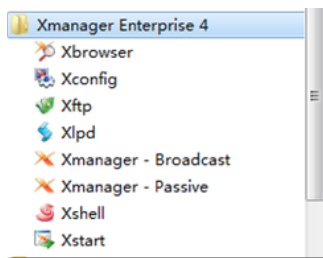 Xmanager Enterprise 4
Xbrowser
Xconfig
Xftp
Xlpd
Xmanager - Broadcast
Xmanager - Passive
Xshell
Xstart